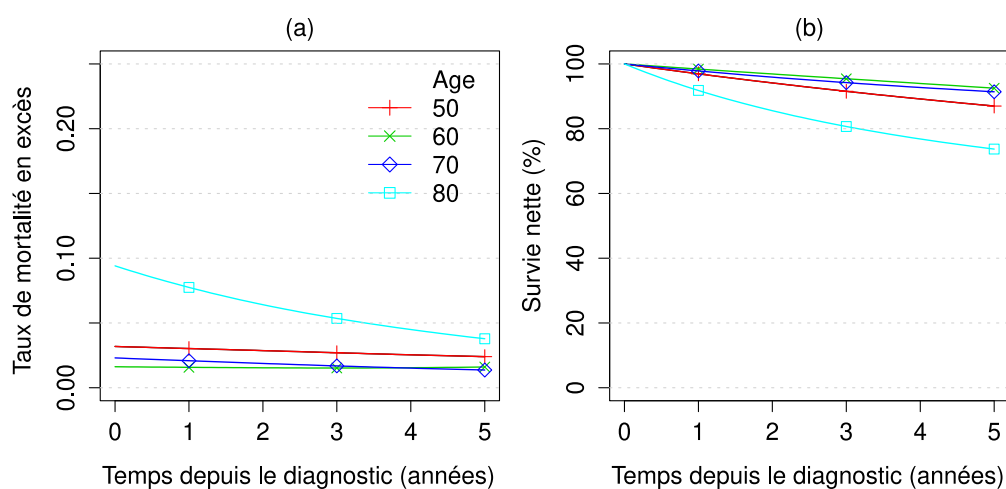 (a)
Taux de mortalité en excès
0.00 0.10 0.20
Age
50
60
70
80
0 1 2 3 4 5
Temps depuis le diagnostic (années)
(b)
Survie nette (%)
0 20 40 60 80 100
0 1 2 3 4 5
Temps depuis le diagnostic (années)